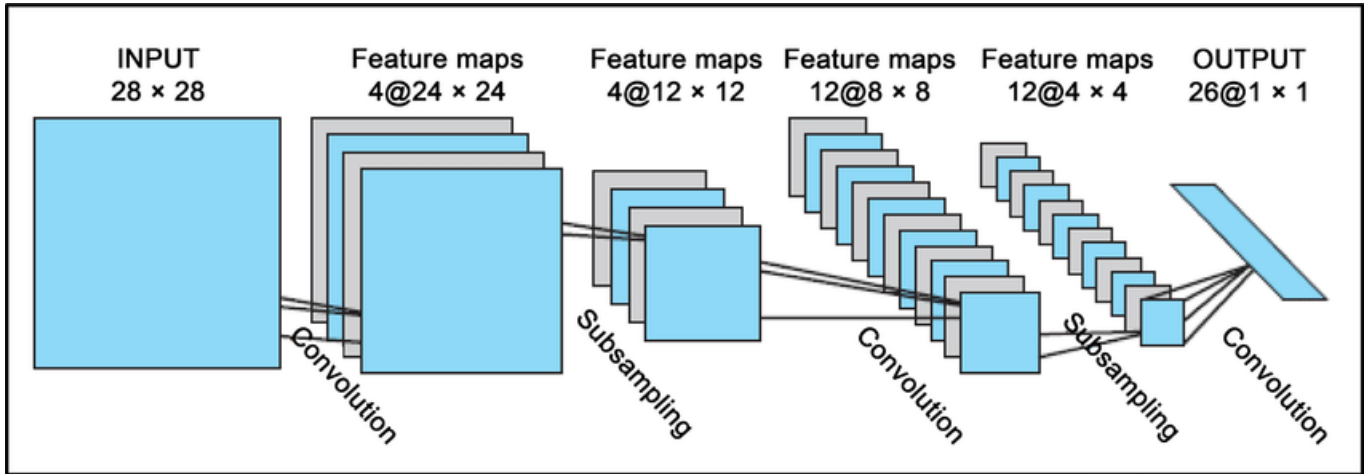 INPUT
28 × 28
Feature maps
4@24 × 24
Feature maps
4@12 × 12
Feature maps
12@8 × 8
Feature maps
12@4 × 4
OUTPUT
26@1 × 1
Convolution
Subsampling
Convolution
Subsampling
Convolution